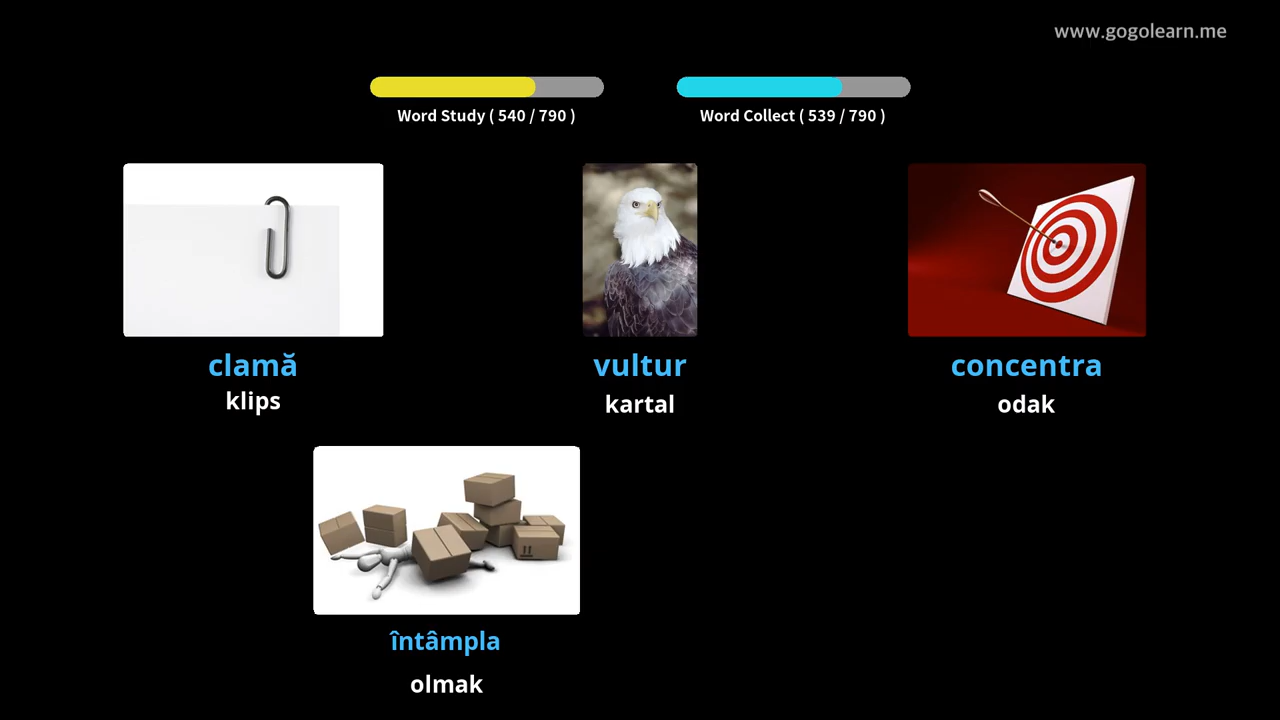 www.gogolearn.me
Word Study ( 540 / 790 )
Word Collect ( 539 / 790 )
clamă
klips
vultur
kartal
concentra
odak
întâmpla
olmak